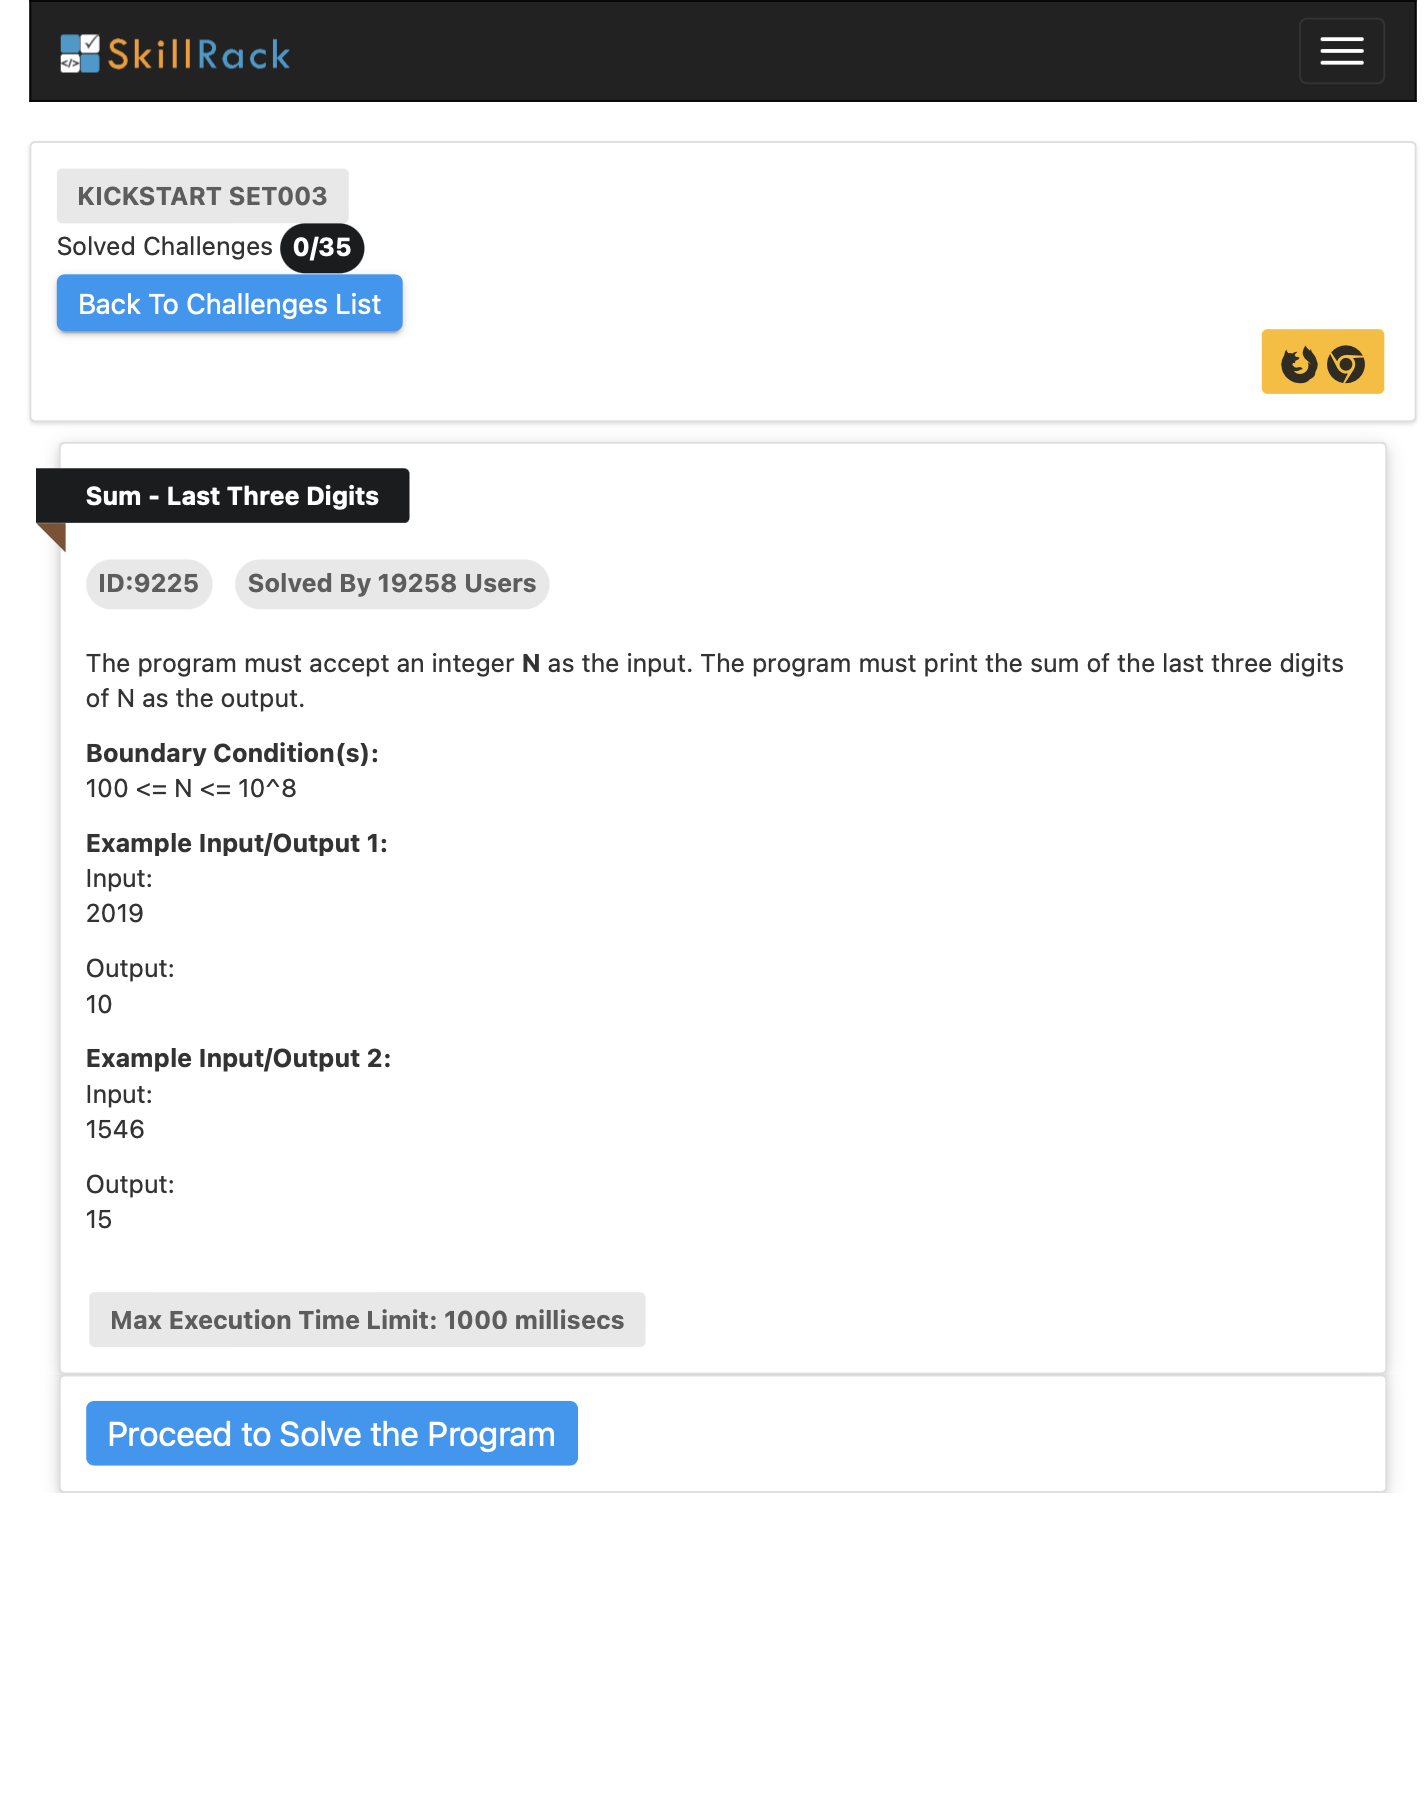 SkillRack
KICKSTART SET003
Solved Challenges 0/35
Back To Challenges List
Sum - Last Three Digits
ID:9225 Solved By 19258 Users
The program must accept an integer N as the input. The program must print the sum of the last three digits
of N as the output.
Boundary Condition(s):
100 <= N <= 10^8
Example Input/Output 1:
Input:
2019
Output:
10
Example Input/Output 2:
Input:
1546
Output:
15
Max Execution Time Limit: 1000 millisecs
Proceed to Solve the Program